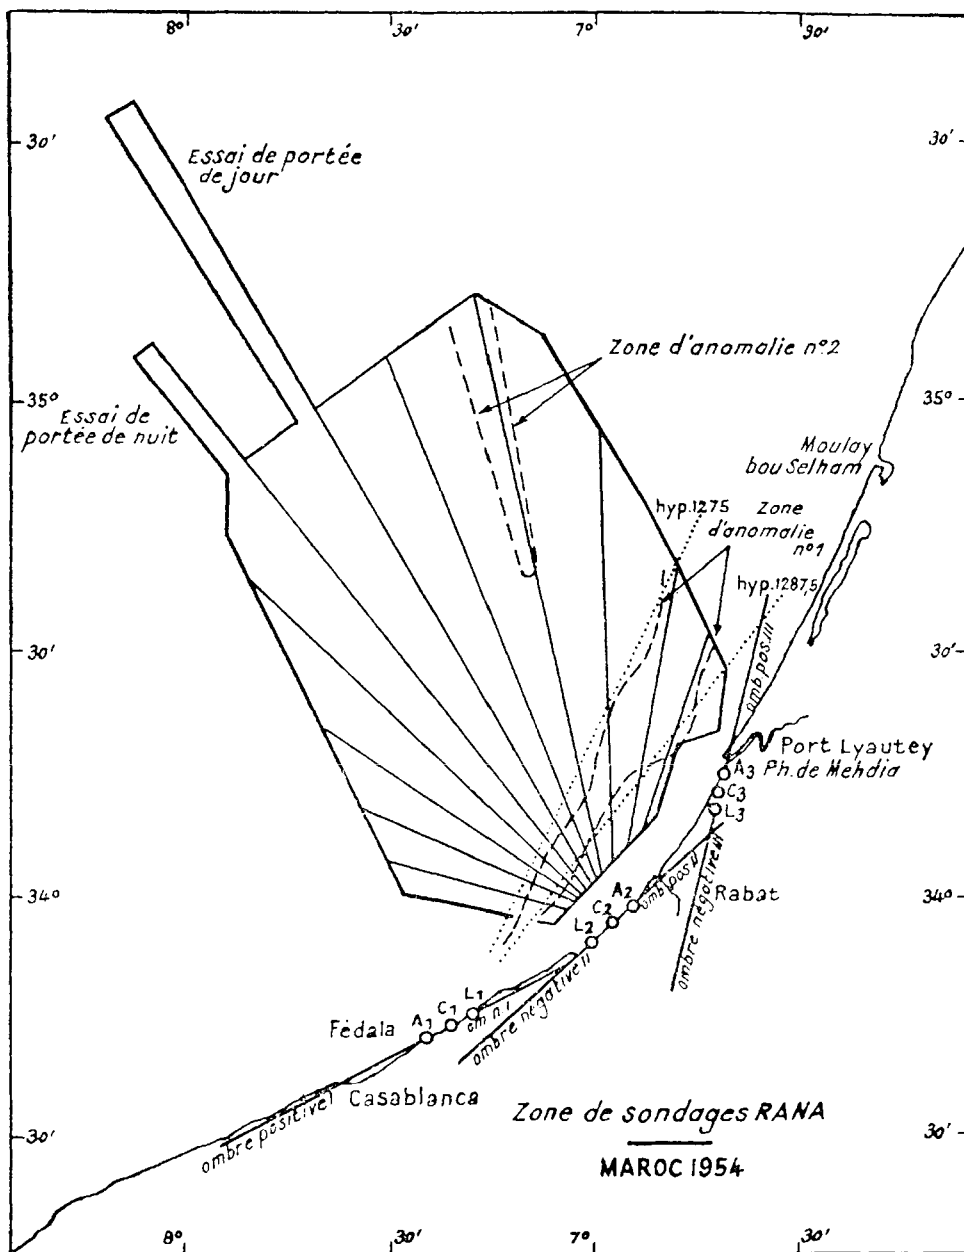 8°
30'
7°
90'
30'
30'
Essai de portée
de jour
Zone d'anomalie n°2
35°
35°
Essai de
portée de nuit
Moulay
bou Selham
hyp.1275
Zone
d'anomalie
n°1
hyp.1287,5
30'
30'
omb pos.III
Port Lyautey
A3
Ph. de Mehdia
C3
L3
omb pos II
ombre négative III
34°
Rabat
34°
A2
C2
L2
ombre négative II
L1
C1
A1
om n.I
Fédala
Casablanca
ombre positive I
Zone de sondages RANA
MAROC 1954
30'
30'
8°
30'
7°
30'